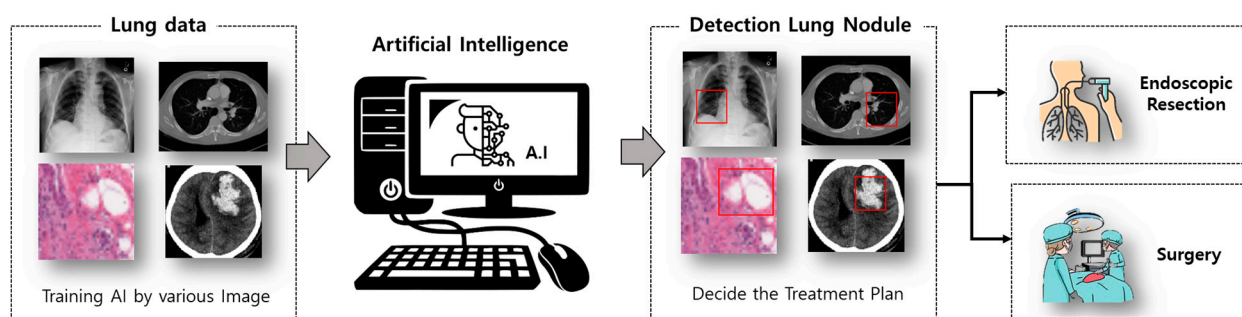 Lung data
Training AI by various Image
Artificial Intelligence
A.I
Detection Lung Nodule
Decide the Treatment Plan
Endoscopic
Resection
Surgery